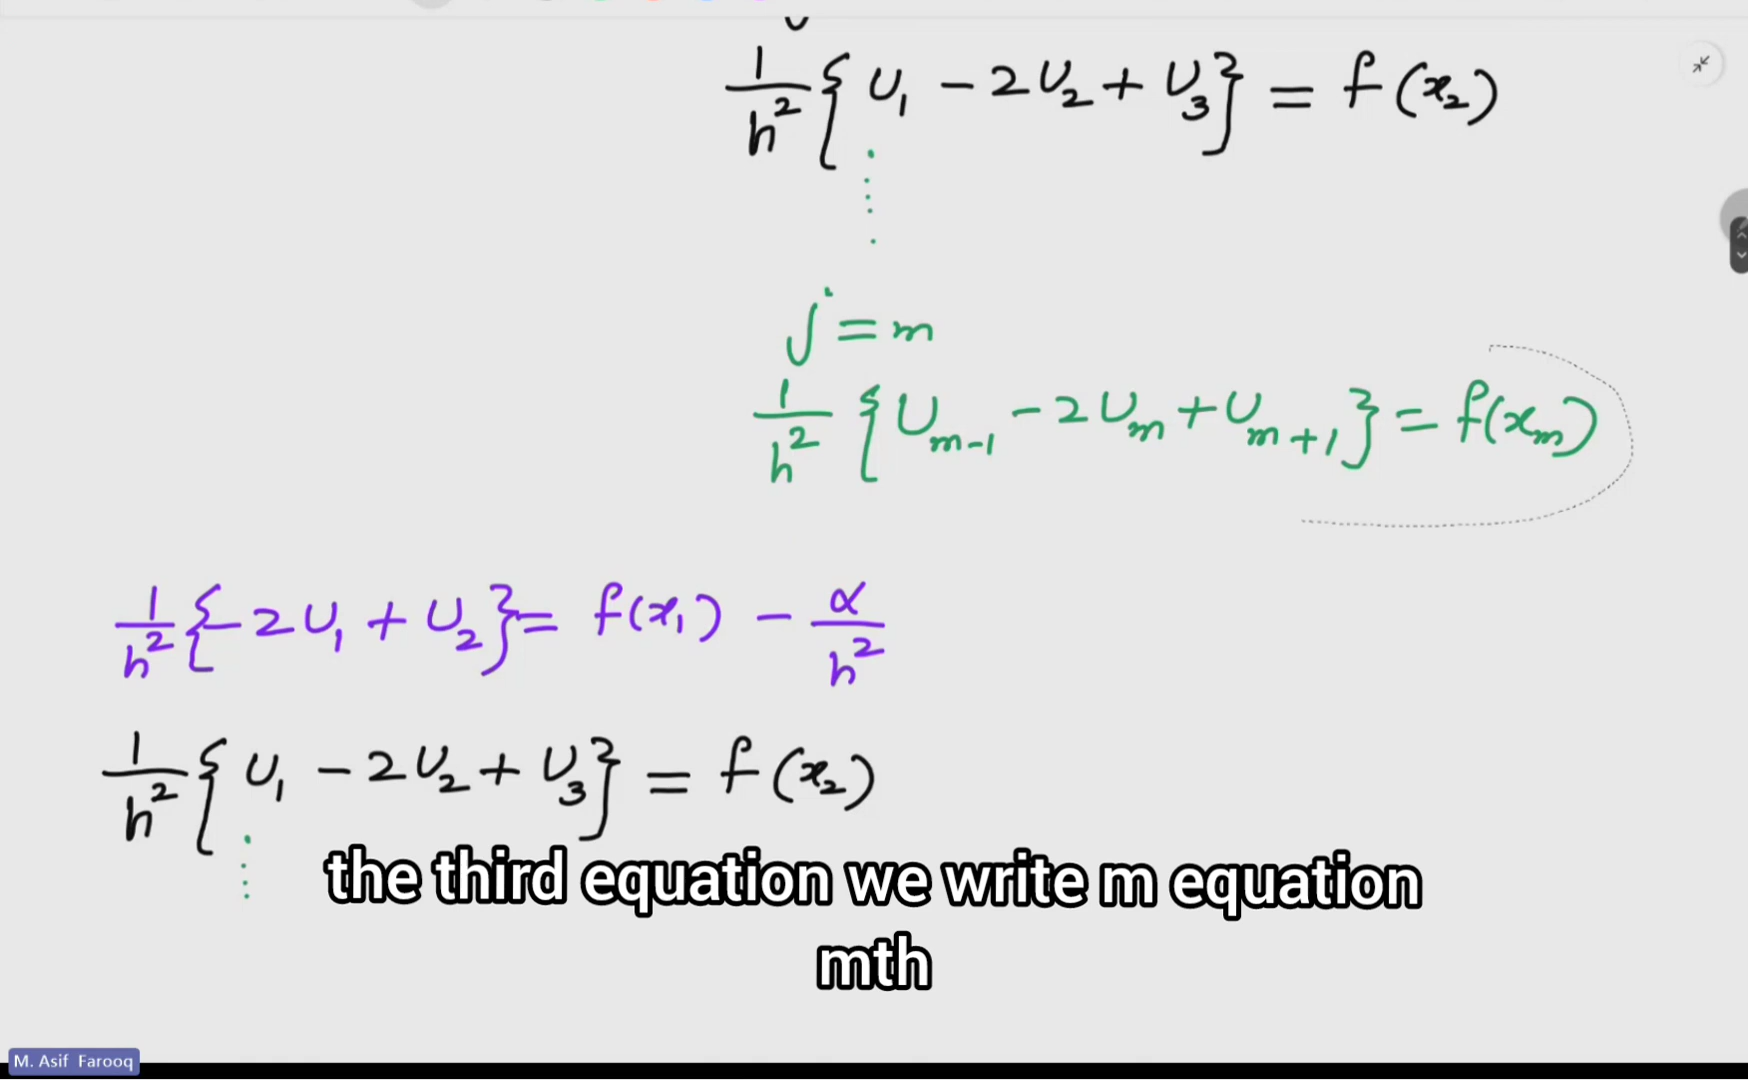 1/h² { U₁ - 2U₂ + U₃ } = f(x₂)
j = m
1/h² { U_{m-1} - 2U_m + U_{m+1} } = f(x_m)
1/h² { -2U₁ + U₂ } = f(x₁) - α/h²
1/h² { U₁ - 2U₂ + U₃ } = f(x₂)
the third equation we write m equation
mth
M. Asif Farooq